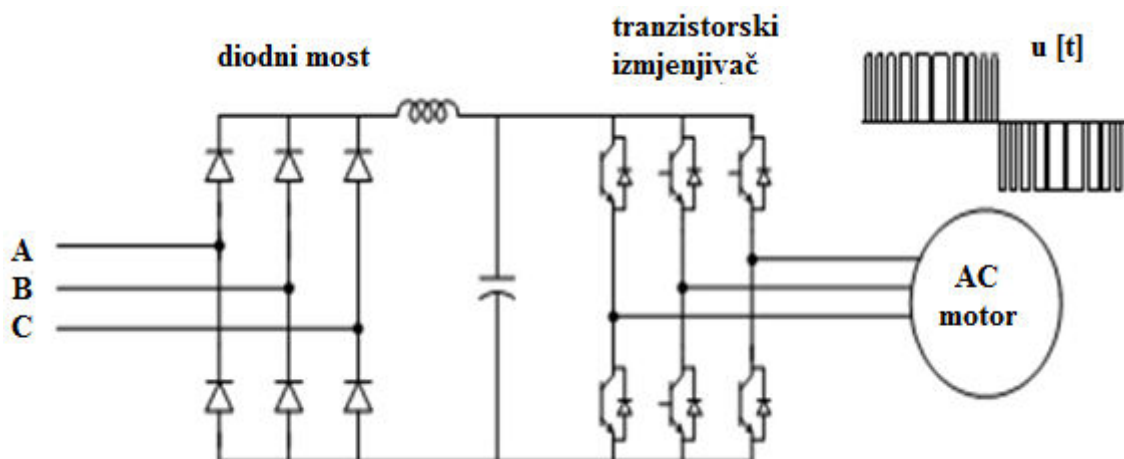 diodni most
tranzistorski
izmjenjivač
u [t]
A
B
C
AC
motor